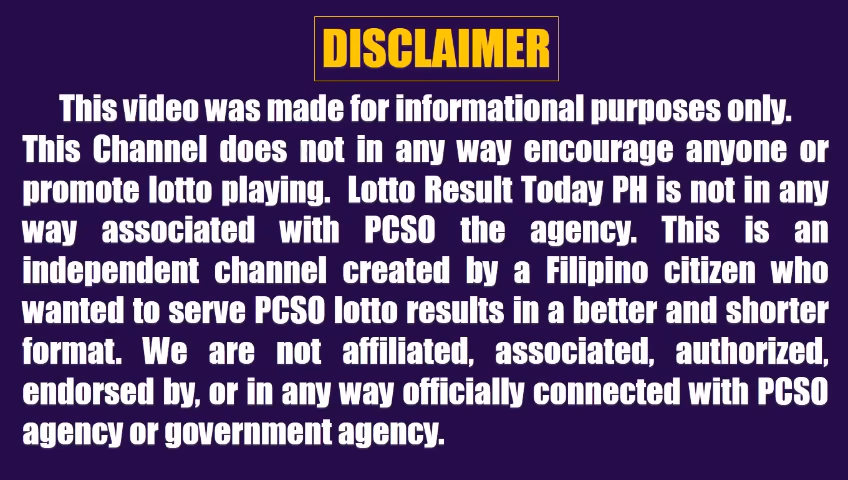 DISCLAIMER
This video was made for informational purposes only.
This Channel does not in any way encourage anyone or
promote lotto playing. Lotto Result Today PH is not in any
way associated with PCSO the agency. This is an
independent channel created by a Filipino citizen who
wanted to serve PCSO lotto results in a better and shorter
format. We are not affiliated, associated, authorized,
endorsed by, or in any way officially connected with PCSO
agency or government agency.